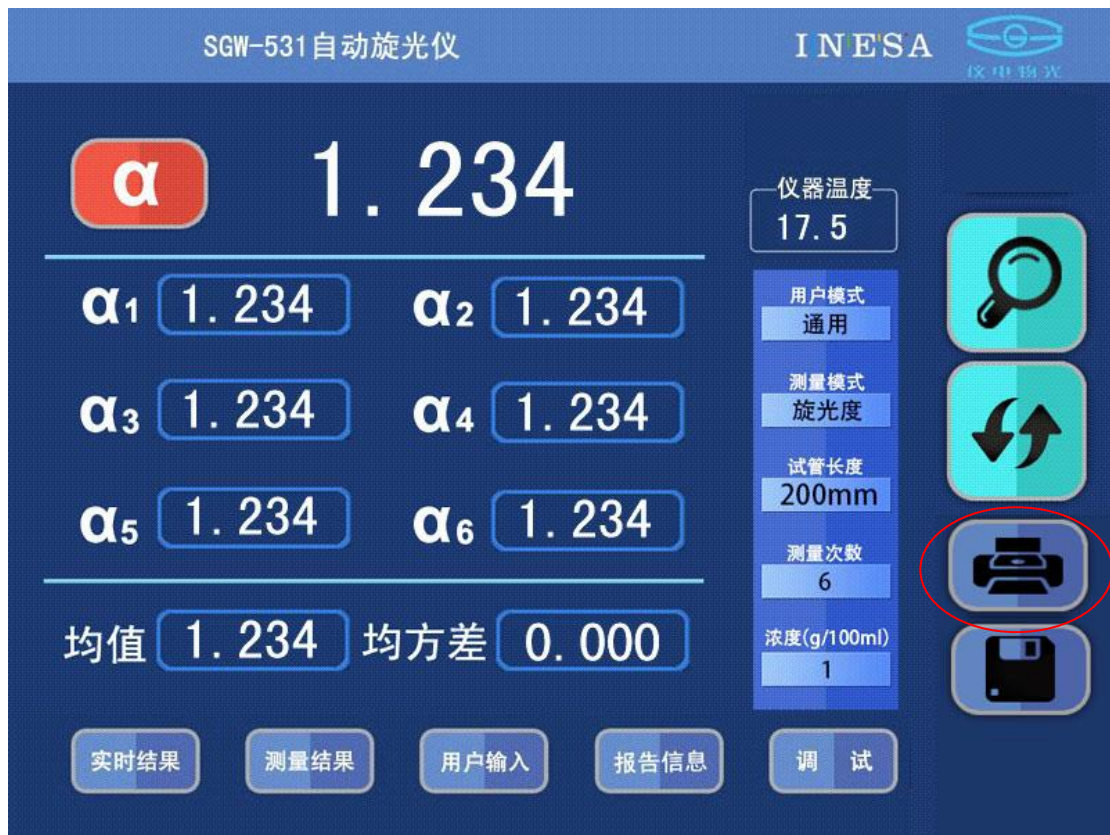 SGW-531自动旋光仪
INESA
仪电物光
α 1.234
仪器温度
17.5
α1 1.234 α2 1.234
用户模式
通用
α3 1.234 α4 1.234
测量模式
旋光度
试管长度
200mm
α5 1.234 α6 1.234
测量次数
6
均值 1.234 均方差 0.000
浓度(g/100ml)
1
实时结果 测量结果 用户输入 报告信息 调 试